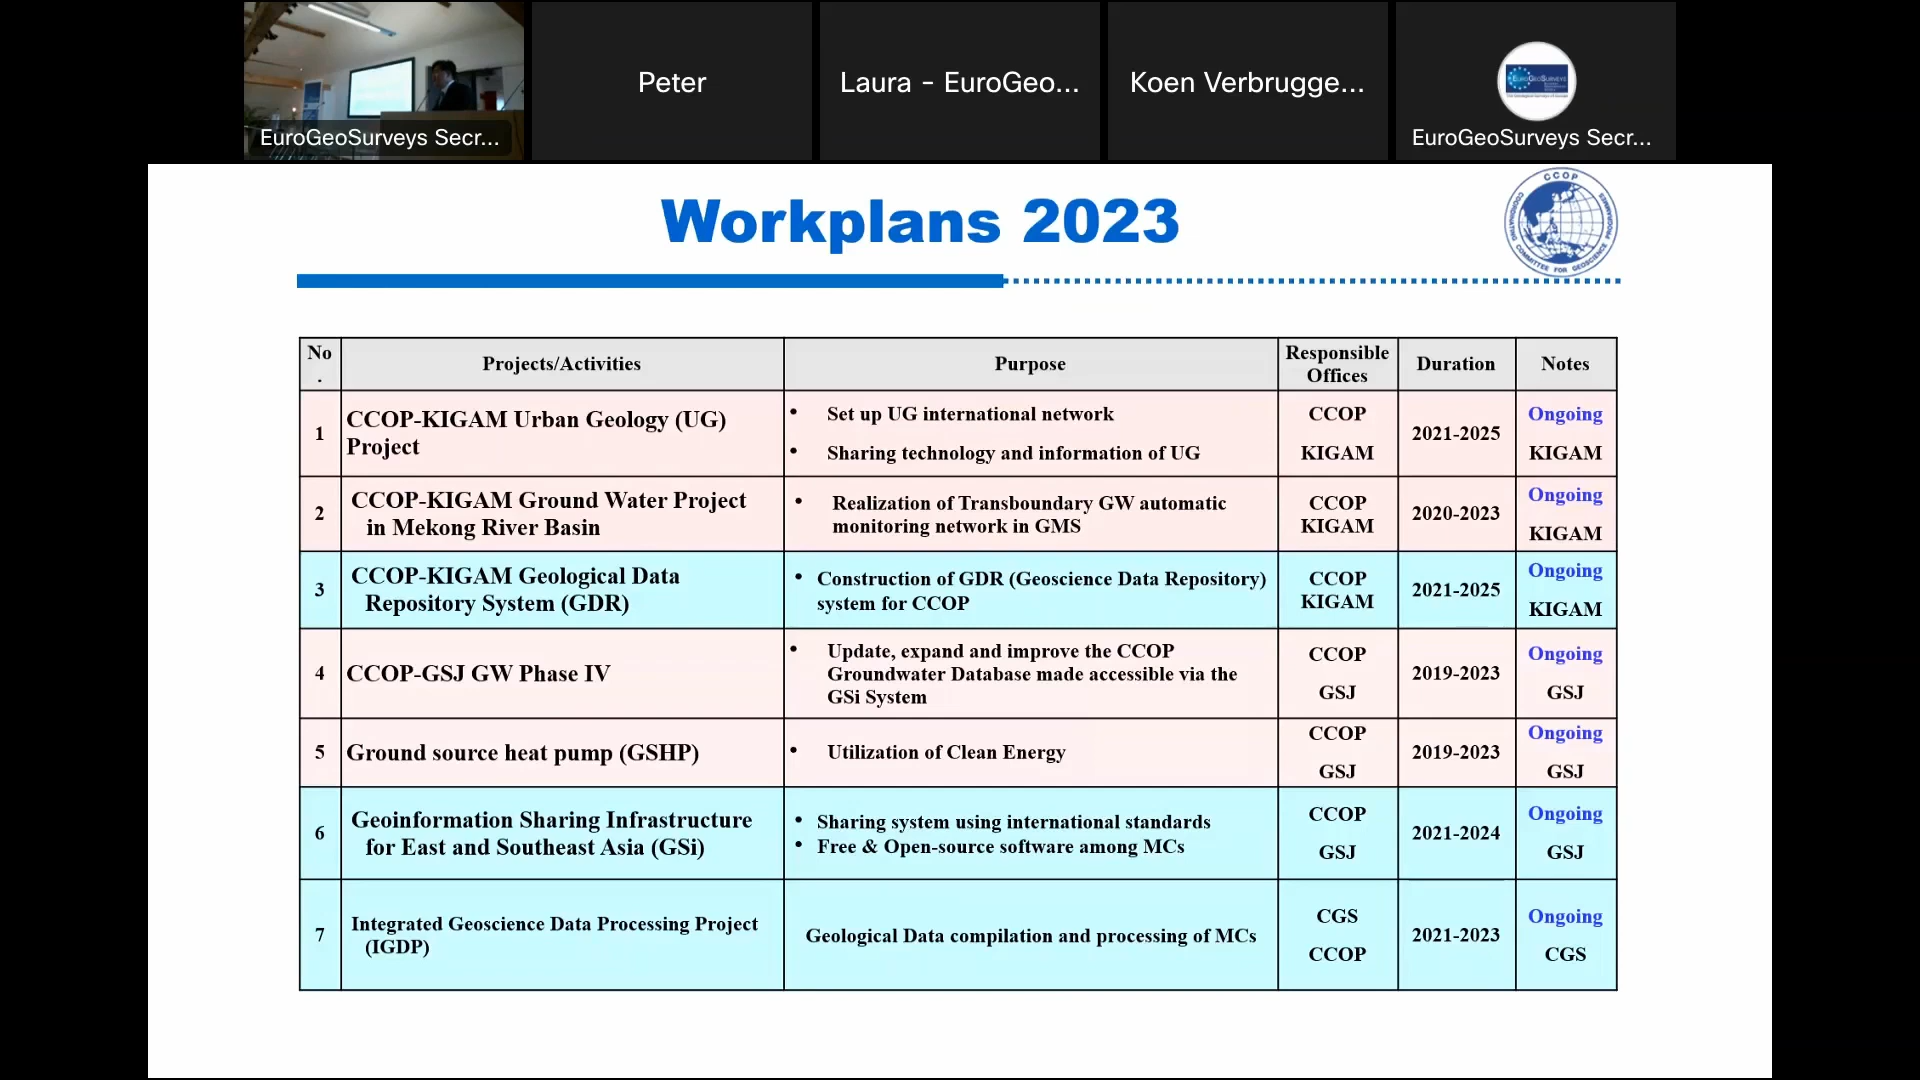 Peter
Laura - EuroGeo...
Koen Verbrugge...
EuroGeoSurveys Secr...
EuroGeoSurveys Secr...
EUROGEOSURVEYS
Workplans 2023
CCOP
COORDINATING COMMITTEE FOR GEOSCIENCE PROGRAMMES
No
.
Projects/Activities
Purpose
Responsible
Offices
Duration
Notes
1
CCOP-KIGAM Urban Geology (UG)
Project
• Set up UG international network
• Sharing technology and information of UG
CCOP
KIGAM
2021-2025
Ongoing
KIGAM
2
CCOP-KIGAM Ground Water Project
in Mekong River Basin
• Realization of Transboundary GW automatic
monitoring network in GMS
CCOP
KIGAM
2020-2023
Ongoing
KIGAM
3
CCOP-KIGAM Geological Data
Repository System (GDR)
• Construction of GDR (Geoscience Data Repository)
system for CCOP
CCOP
KIGAM
2021-2025
Ongoing
KIGAM
4
CCOP-GSJ GW Phase IV
• Update, expand and improve the CCOP
Groundwater Database made accessible via the
GSi System
CCOP
GSJ
2019-2023
Ongoing
GSJ
5
Ground source heat pump (GSHP)
• Utilization of Clean Energy
CCOP
GSJ
2019-2023
Ongoing
GSJ
6
Geoinformation Sharing Infrastructure
for East and Southeast Asia (GSi)
• Sharing system using international standards
• Free & Open-source software among MCs
CCOP
GSJ
2021-2024
Ongoing
GSJ
7
Integrated Geoscience Data Processing Project
(IGDP)
Geological Data compilation and processing of MCs
CGS
CCOP
2021-2023
Ongoing
CGS